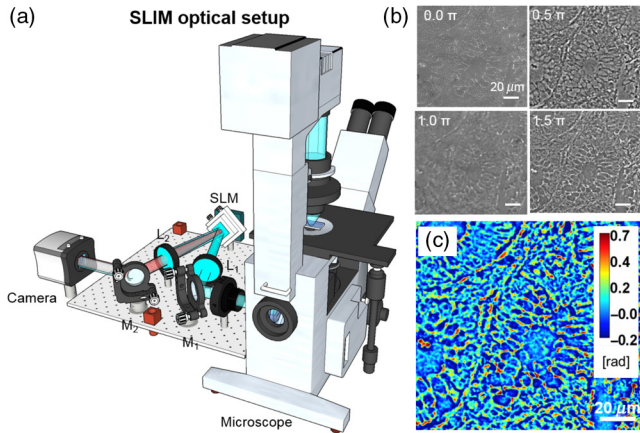 (a)
SLIM optical setup
SLM
L₂
L₁
Camera
M₂
M₁
Microscope
(b)
0.0 π
0.5 π
20 μm
1.0 π
1.5 π
(c)
0.7
0.4
0.1
–0.0
–0.2
[rad]
20 μm